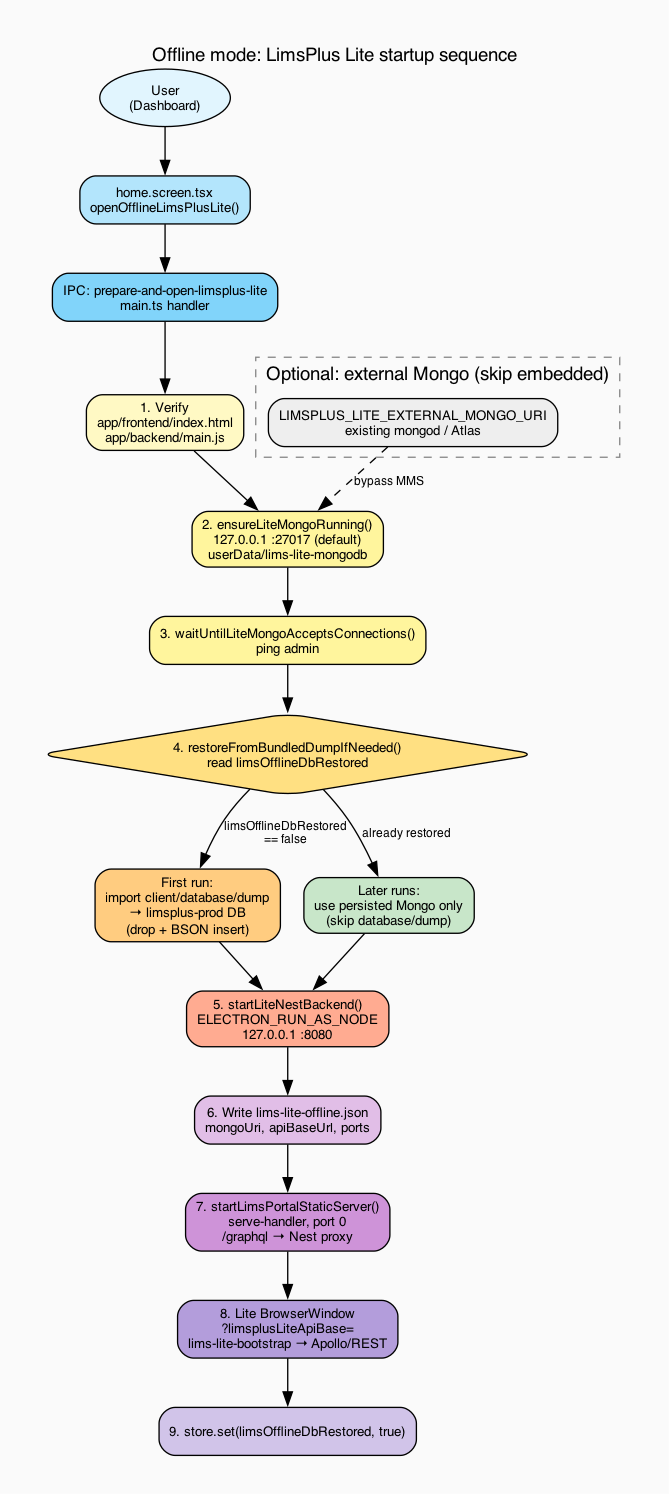 Offline mode: LimsPlus Lite startup sequence
User
(Dashboard)
home.screen.tsx
openOfflineLimsPlusLite()
IPC: prepare-and-open-limsplus-lite
main.ts handler
Optional: external Mongo (skip embedded)
LIMSPLUS_LITE_EXTERNAL_MONGO_URI
existing mongod / Atlas
1. Verify
app/frontend/index.html
app/backend/main.js
bypass MMS
2. ensureLiteMongoRunning()
127.0.0.1 :27017 (default)
userData/lims-lite-mongodb
3. waitUntilLiteMongoAcceptsConnections()
ping admin
4. restoreFromBundledDumpIfNeeded()
read limsOfflineDbRestored
limsOfflineDbRestored
== false
already restored
First run:
import client/database/dump
→ limsplus-prod DB
(drop + BSON insert)
Later runs:
use persisted Mongo only
(skip database/dump)
5. startLiteNestBackend()
ELECTRON_RUN_AS_NODE
127.0.0.1 :8080
6. Write lims-lite-offline.json
mongoUri, apiBaseUrl, ports
7. startLimsPortalStaticServer()
serve-handler, port 0
/graphql → Nest proxy
8. Lite BrowserWindow
?limsplusLiteApiBase=
lims-lite-bootstrap → Apollo/REST
9. store.set(limsOfflineDbRestored, true)